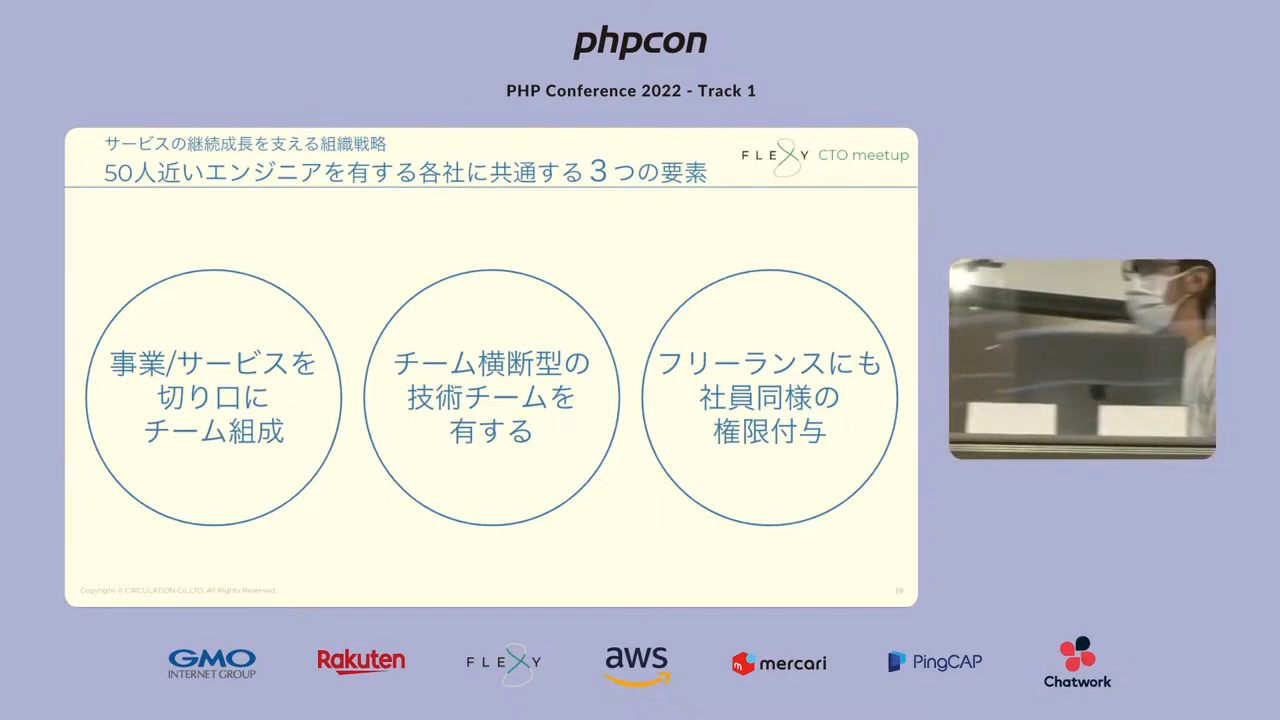 phpcon
PHP Conference 2022 - Track 1
サービスの継続成長を支える組織戦略
50人近いエンジニアを有する各社に共通する３つの要素
FLEXY CTO meetup
事業/サービスを
切り口に
チーム組成
チーム横断型の
技術チームを
有する
フリーランスにも
社員同様の
権限付与
Copyright © CIRCULATION Co.,LTD. All Rights Reserved.
19
GMO
INTERNET GROUP
Rakuten
FLEXY
aws
mercari
PingCAP
Chatwork